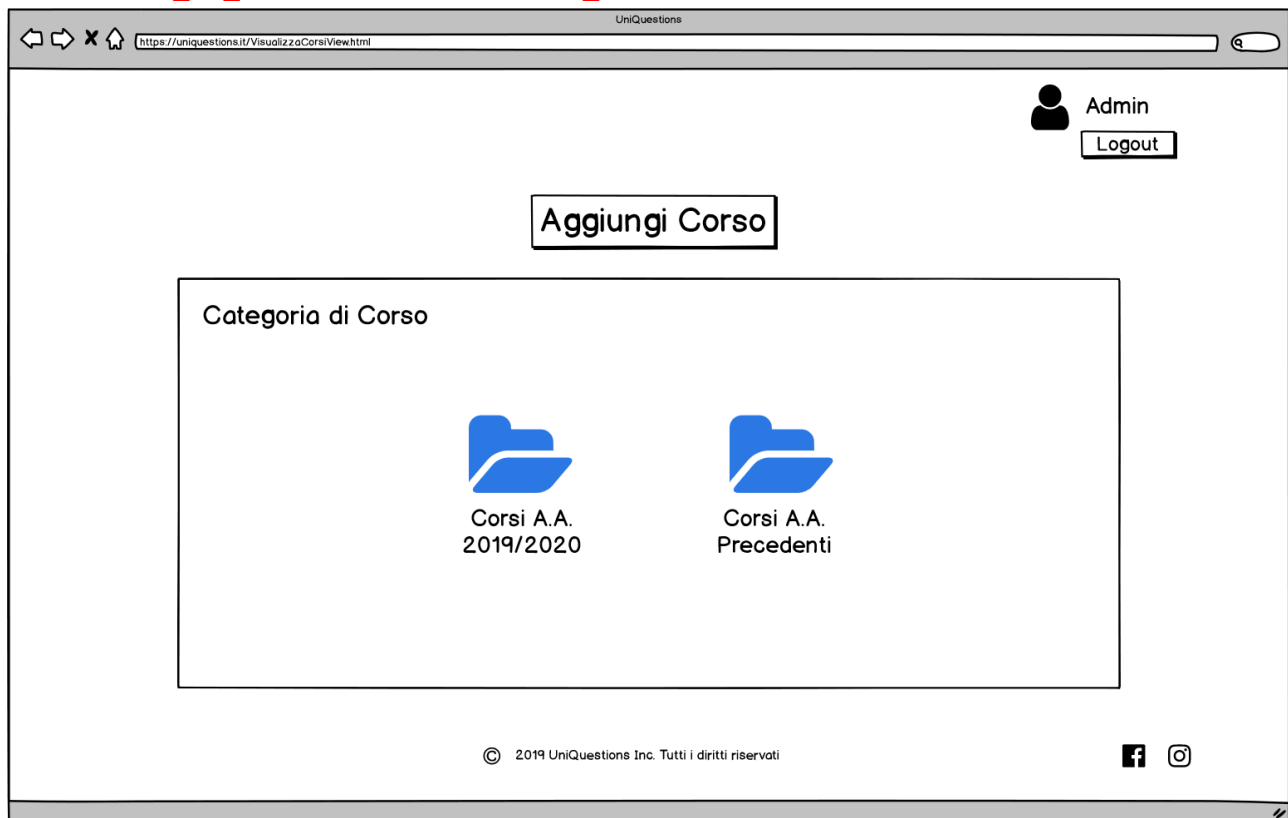 UniQuestions
https://uniquestions.it/VisualizzaCorsiView.html
Admin
Logout
Aggiungi Corso
Categoria di Corso
Corsi A.A.
2019/2020
Corsi A.A.
Precedenti
© 2019 UniQuestions Inc. Tutti i diritti riservati